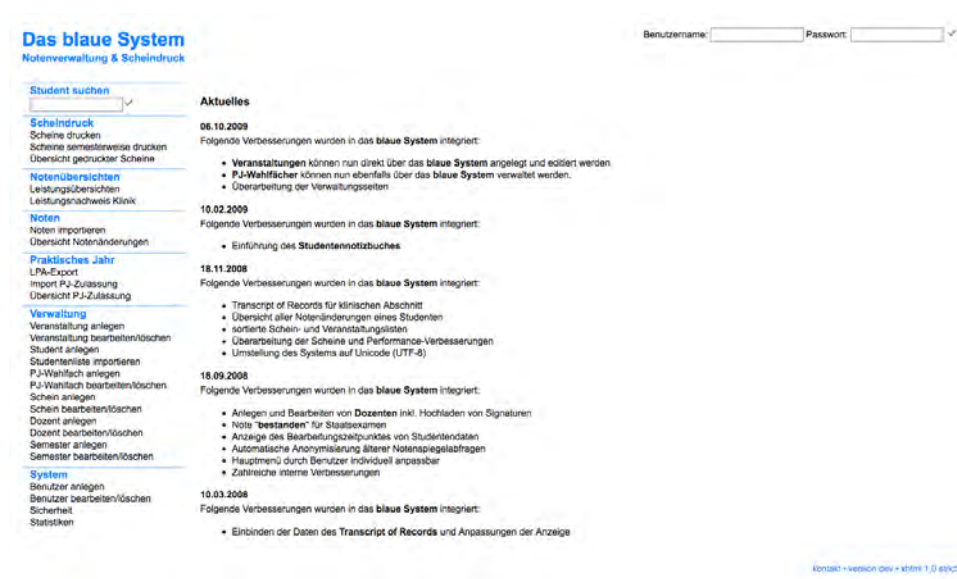 Das blaue System
Notenverwaltung & Scheindruck
Benutzername: Passwort:
Student suchen
Scheindruck
Scheine drucken
Scheine semesterweise drucken
Übersicht gedruckter Scheine
Notenübersichten
Leistungsübersichten
Leistungsnachweis Klinik
Noten
Noten importieren
Übersicht Notenänderungen
Praktisches Jahr
LPA-Export
Import PJ-Zulassung
Übersicht PJ-Zulassung
Verwaltung
Veranstaltung anlegen
Veranstaltung bearbeiten/löschen
Student anlegen
Studentenliste importieren
PJ-Wahlfach anlegen
PJ-Wahlfach bearbeiten/löschen
Schein anlegen
Schein bearbeiten/löschen
Dozent anlegen
Dozent bearbeiten/löschen
Semester anlegen
Semester bearbeiten/löschen
System
Benutzer anlegen
Benutzer bearbeiten/löschen
Sicherheit
Statistiken
Aktuelles
06.10.2009
Folgende Verbesserungen wurden in das blaue System integriert:
• Veranstaltungen können nun direkt über das blaue System angelegt und editiert werden
• PJ-Wahlfächer können nun ebenfalls über das blaue System verwaltet werden.
• Überarbeitung der Verwaltungsseiten
10.02.2009
Folgende Verbesserungen wurden in das blaue System integriert:
• Einführung des Studentennotizbuches
18.11.2008
Folgende Verbesserungen wurden in das blaue System integriert:
• Transcript of Records für klinischen Abschnitt
• Übersicht aller Notenänderungen eines Studenten
• sortierte Schein- und Veranstaltungslisten
• Überarbeitung der Scheine und Performance-Verbesserungen
• Umstellung des Systems auf Unicode (UTF-8)
18.09.2008
Folgende Verbesserungen wurden in das blaue System integriert:
• Anlegen und Bearbeiten von Dozenten inkl. Hochladen von Signaturen
• Note "bestanden" für Staatsexamen
• Anzeige des Bearbeitungszeitpunktes von Studentendaten
• Automatische Anonymisierung älterer Notenspiegelabfragen
• Hauptmenü durch Benutzer individuell anpassbar
• Zahlreiche interne Verbesserungen
10.03.2008
Folgende Verbesserungen wurden in das blaue System integriert:
• Einbinden der Daten des Transcript of Records und Anpassungen der Anzeige
kontakt • version dev • xhtml 1.0 strict